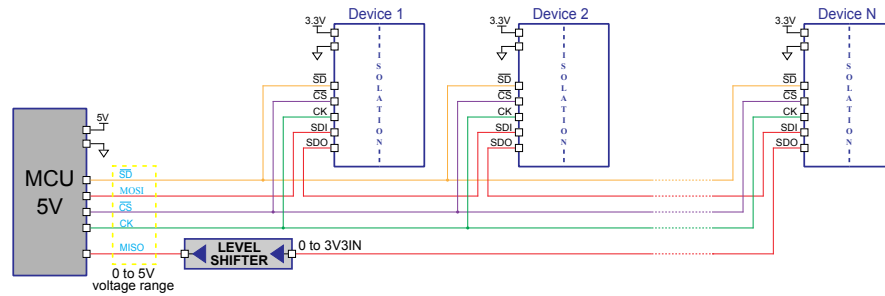 Device 1
Device 2
Device N
3.3V
3.3V
3.3V
SD
CS
CK
SDI
SDO
ISOLATION
SD
CS
CK
SDI
SDO
ISOLATION
SD
CS
CK
SDI
SDO
ISOLATION
5V
MCU
5V
SD
MOSI
CS
CK
MISO
LEVEL
SHIFTER
0 to 3V3IN
0 to 5V
voltage range